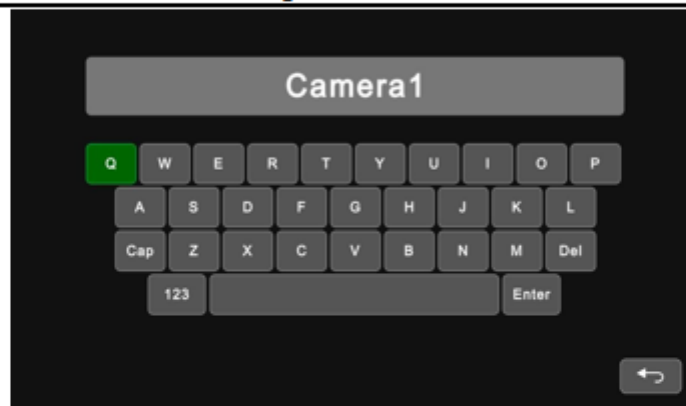 Camera1
Q W E R T Y U I O P
A S D F G H J K L
Cap Z X C V B N M Del
123 Enter